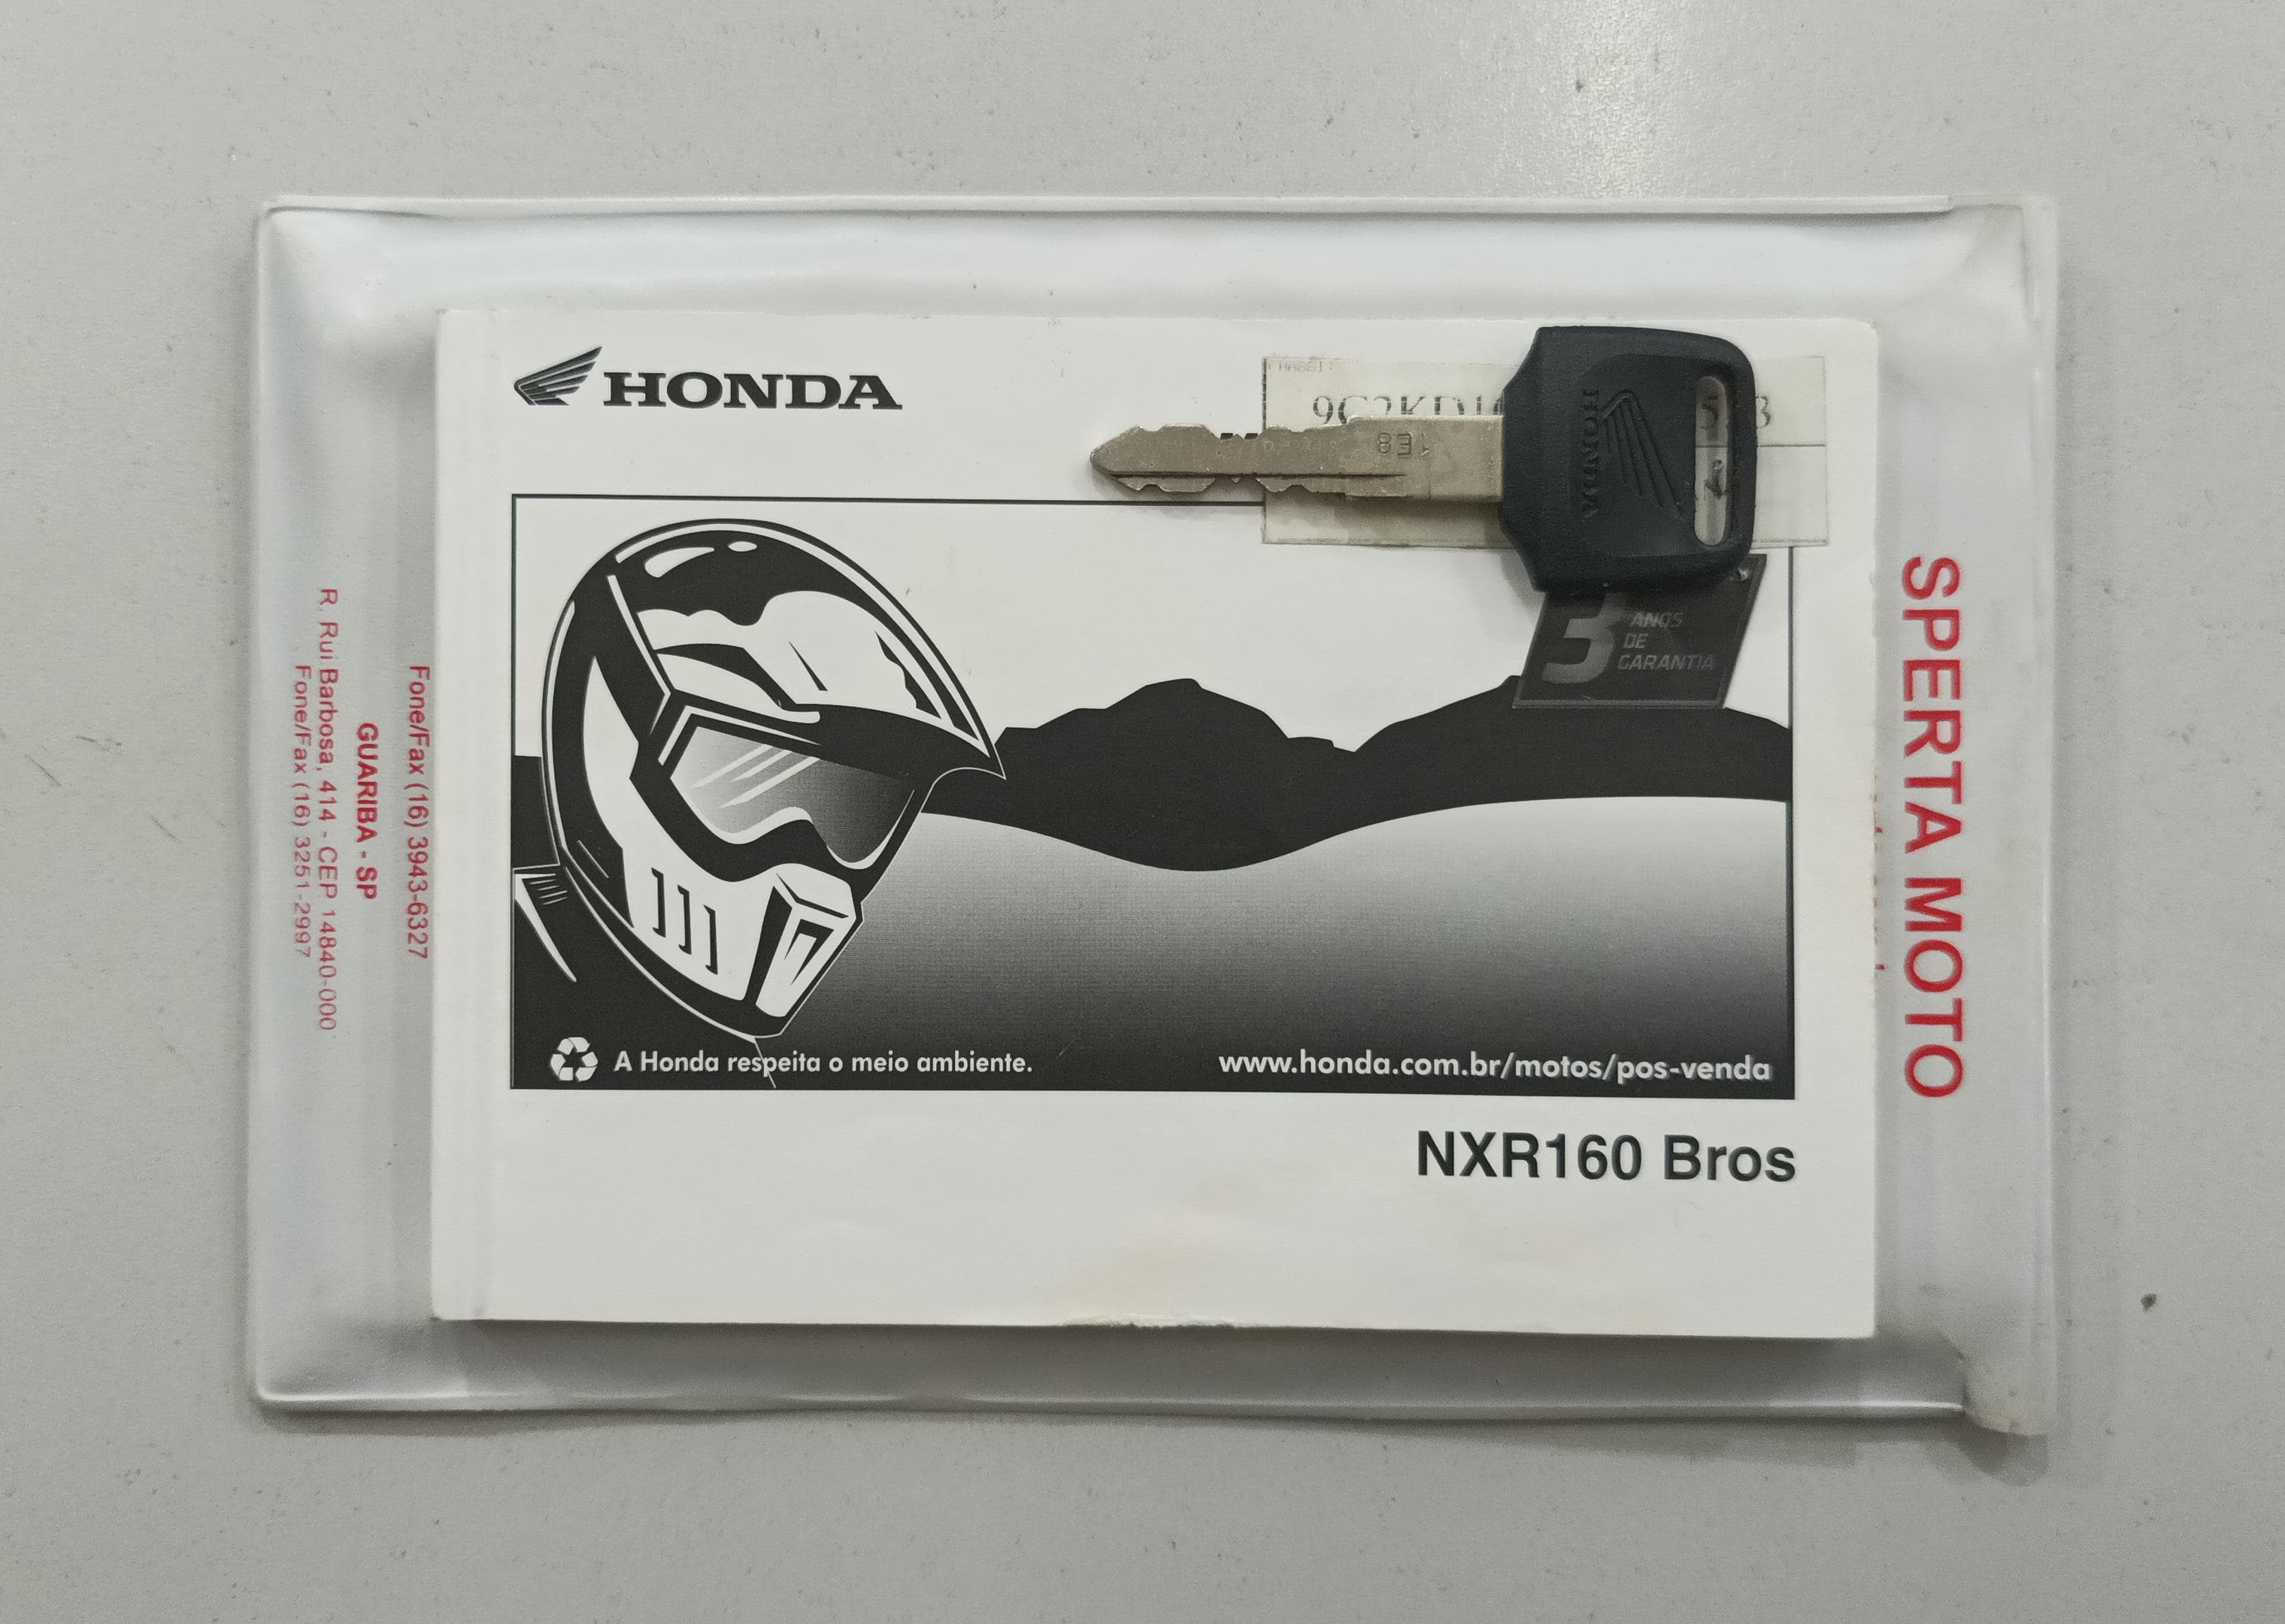 HONDA
1E8
HONDA
3 ANOS
DE
GARANTIA
A Honda respeita o meio ambiente.
www.honda.com.br/motos/pos-venda
NXR160 Bros
SPERTA MOTO
Fone/Fax (16) 3943-6327
GUARIBA - SP
R. Rui Barbosa, 414 - CEP 14840-000
Fone/Fax (16) 3251-2997